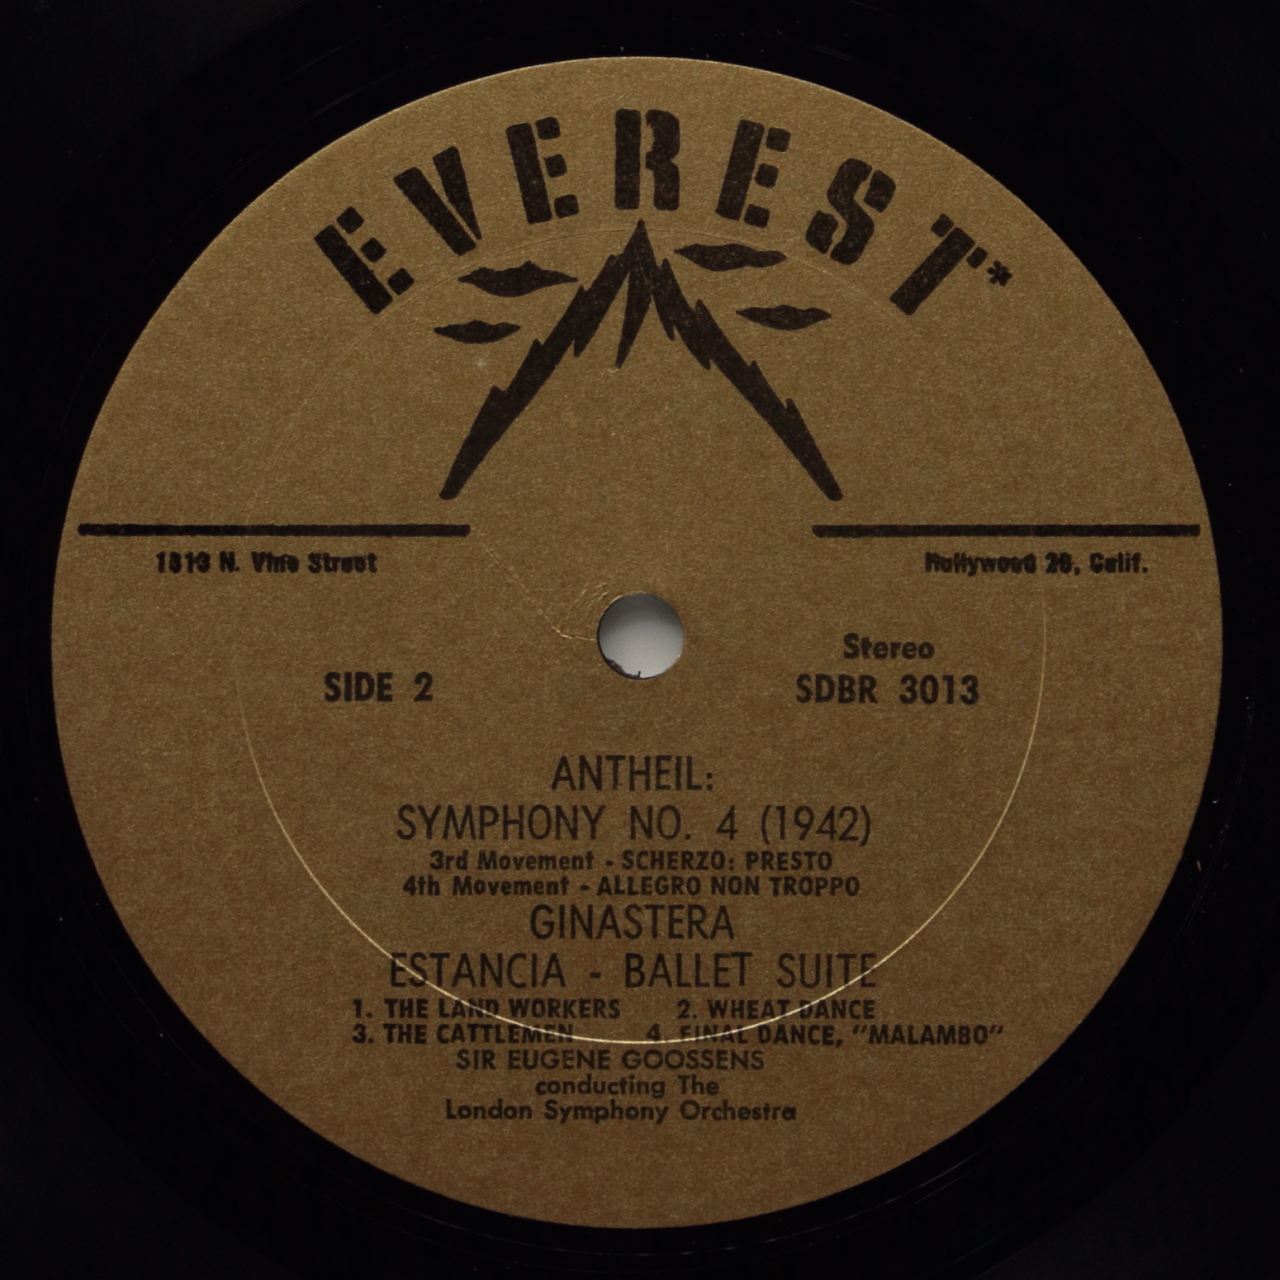 EVEREST*
1313 N. Vine Street
Hollywood 28, Calif.
Stereo
SIDE 2
SDBR 3013
ANTHEIL:
SYMPHONY NO. 4 (1942)
3rd Movement - SCHERZO: PRESTO
4th Movement - ALLEGRO NON TROPPO
GINASTERA
ESTANCIA - BALLET SUITE
1. THE LAND WORKERS 2. WHEAT DANCE
3. THE CATTLEMEN 4. FINAL DANCE, "MALAMBO"
SIR EUGENE GOOSSENS
conducting The
London Symphony Orchestra